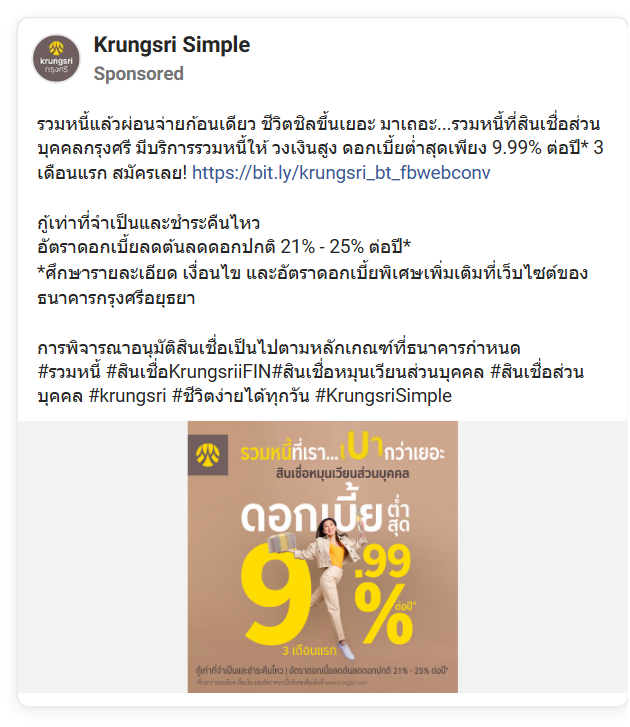 krungsri
กรุงศรี
Krungsri Simple
Sponsored
รวมหนี้แล้วผ่อนจ่ายก้อนเดียว ชีวิตชิลขึ้นเยอะ มาเถอะ...รวมหนี้ที่สินเชื่อส่วน
บุคคลกรุงศรี มีบริการรวมหนี้ให้ วงเงินสูง ดอกเบี้ยต่ำสุดเพียง 9.99% ต่อปี* 3
เดือนแรก สมัครเลย! https://bit.ly/krungsri_bt_fbwebconv
กู้เท่าที่จำเป็นและชำระคืนไหว
อัตราดอกเบี้ยลดต้นลดดอกปกติ 21% - 25% ต่อปี*
*ศึกษารายละเอียด เงื่อนไข และอัตราดอกเบี้ยพิเศษเพิ่มเติมที่เว็บไซต์ของ
ธนาคารกรุงศรีอยุธยา
การพิจารณาอนุมัติสินเชื่อเป็นไปตามหลักเกณฑ์ที่ธนาคารกำหนด
#รวมหนี้ #สินเชื่อKrungsriiFIN#สินเชื่อหมุนเวียนส่วนบุคคล #สินเชื่อส่วน
บุคคล #krungsri #ชีวิตง่ายได้ทุกวัน #KrungsriSimple
รวมหนี้ที่เรา...เบากว่าเยอะ
สินเชื่อหมุนเวียนส่วนบุคคล
ดอกเบี้ยต่ำสุด
9.99%
ต่อปี*
3 เดือนแรก
กู้เท่าที่จำเป็นและชำระคืนไหว | อัตราดอกเบี้ยลดต้นลดดอกปกติ 21% - 25% ต่อปี*
www.krungsri.com